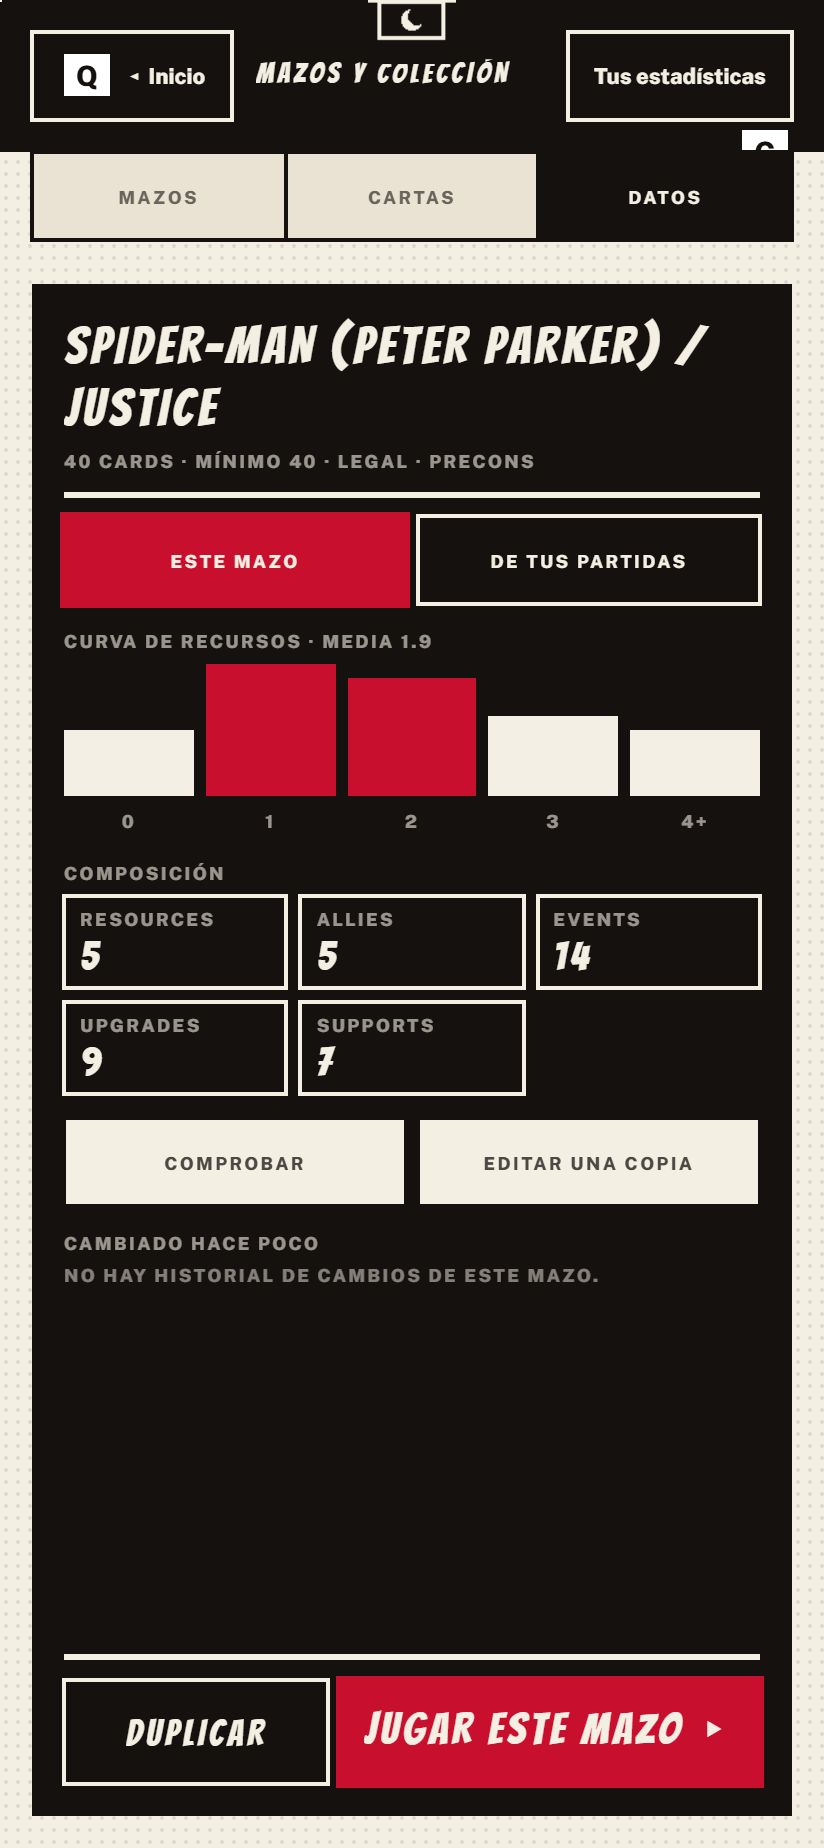 Q ◂ Inicio
MAZOS Y COLECCIÓN
Tus estadísticas
MAZOS
CARTAS
DATOS
SPIDER-MAN (PETER PARKER) /
JUSTICE
40 CARDS · MÍNIMO 40 · LEGAL · PRECONS
ESTE MAZO
DE TUS PARTIDAS
CURVA DE RECURSOS · MEDIA 1.9
0 1 2 3 4+
COMPOSICIÓN
RESOURCES
5
ALLIES
5
EVENTS
14
UPGRADES
9
SUPPORTS
7
COMPROBAR
EDITAR UNA COPIA
CAMBIADO HACE POCO
NO HAY HISTORIAL DE CAMBIOS DE ESTE MAZO.
DUPLICAR
JUGAR ESTE MAZO ▸